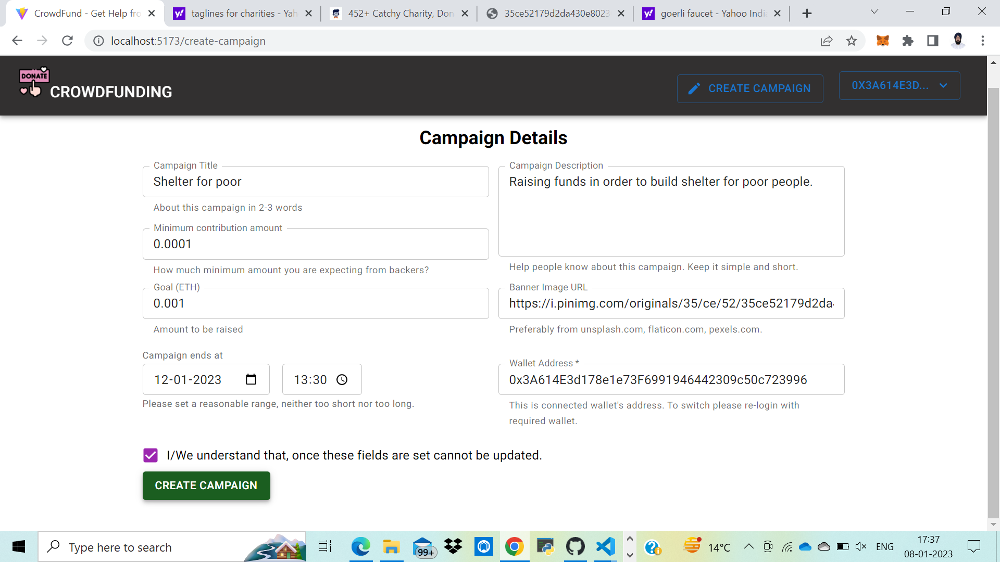 CrowdFund - Get Help fro
taglines for charities - Yah
452+ Catchy Charity, Don
35ce52179d2da430e8023
goerli faucet - Yahoo Indi
localhost:5173/create-campaign
DONATE
CROWDFUNDING
CREATE CAMPAIGN
0X3A614E3D...
Campaign Details
Campaign Title
Shelter for poor
About this campaign in 2-3 words
Campaign Description
Raising funds in order to build shelter for poor people.
Help people know about this campaign. Keep it simple and short.
Minimum contribution amount
0.0001
How much minimum amount you are expecting from backers?
Goal (ETH)
0.001
Amount to be raised
Banner Image URL
https://i.pinimg.com/originals/35/ce/52/35ce52179d2da
Preferably from unsplash.com, flaticon.com, pexels.com.
Campaign ends at
12-01-2023
13:30
Please set a reasonable range, neither too short nor too long.
Wallet Address *
0x3A614E3d178e1e73F6991946442309c50c723996
This is connected wallet's address. To switch please re-login with
required wallet.
I/We understand that, once these fields are set cannot be updated.
CREATE CAMPAIGN
Type here to search
99+
14°C
ENG
17:37
08-01-2023